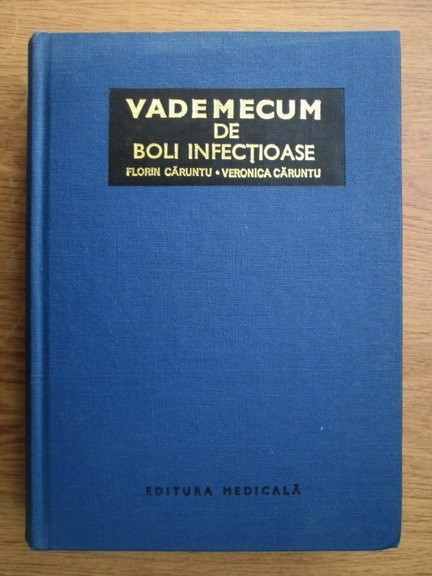 VADEMECUM
DE
BOLI INFECȚIOASE
FLORIN CĂRUNTU • VERONICA CĂRUNTU
EDITURA MEDICALĂ